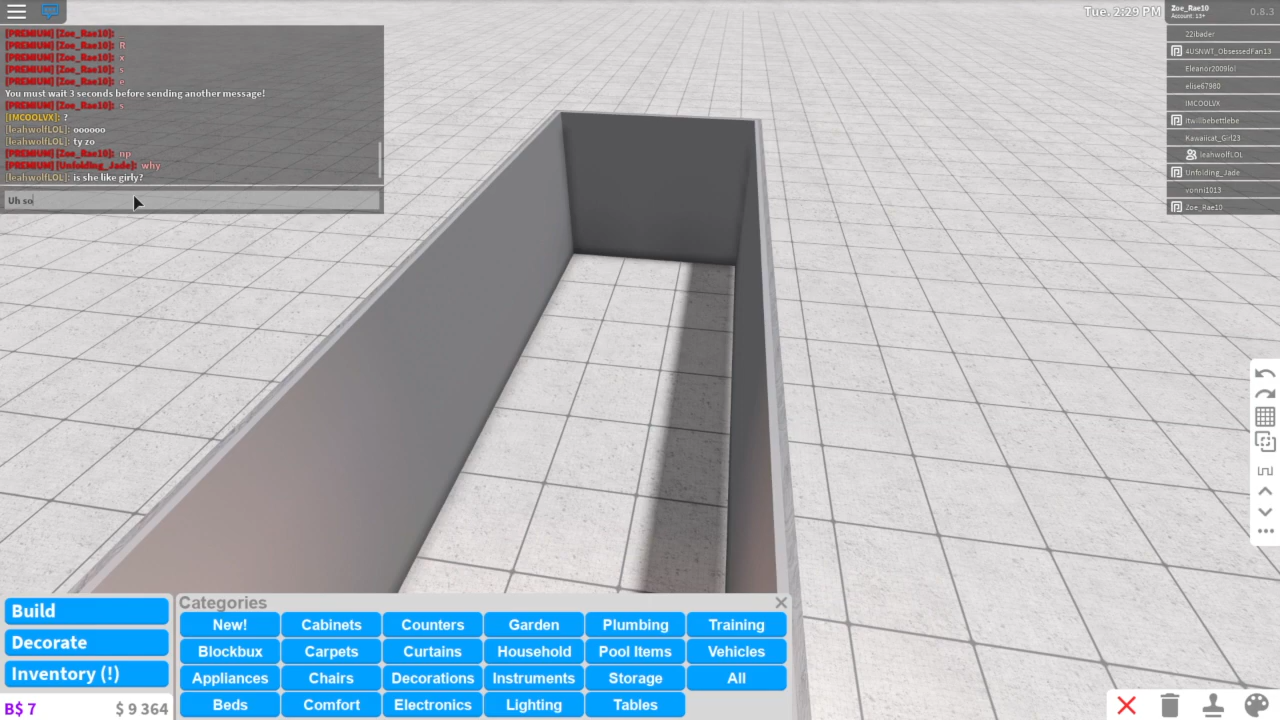 Tue. 2:29 PM
Zoe_Rae10
Account: 13+
0.8.3
[PREMIUM] [Zoe_Rae10]:
[PREMIUM] [Zoe_Rae10]: R
[PREMIUM] [Zoe_Rae10]: x
[PREMIUM] [Zoe_Rae10]: s
[PREMIUM] [Zoe_Rae10]: e
You must wait 3 seconds before sending another message!
[PREMIUM] [Zoe_Rae10]: s
[IMCOOLVX]: ?
[leahwolfLOL]: oooooo
[leahwolfLOL]: ty zo
[PREMIUM] [Zoe_Rae10]: np
[PREMIUM] [Unfolding_Jade]: why
[leahwolfLOL]: is she like girly?
Uh so
22ibader
4USNWT_ObsessedFan13
Eleanor2009lol
elise67980
IMCOOLVX
itwillbebettlebe
Kawaiicat_Girl23
leahwolfLOL
Unfolding_Jade
vonni1013
Zoe_Rae10
Build
Decorate
Inventory (!)
B$ 7
$ 9 364
Categories
New! Cabinets Counters Garden Plumbing Training
Blockbux Carpets Curtains Household Pool Items Vehicles
Appliances Chairs Decorations Instruments Storage All
Beds Comfort Electronics Lighting Tables